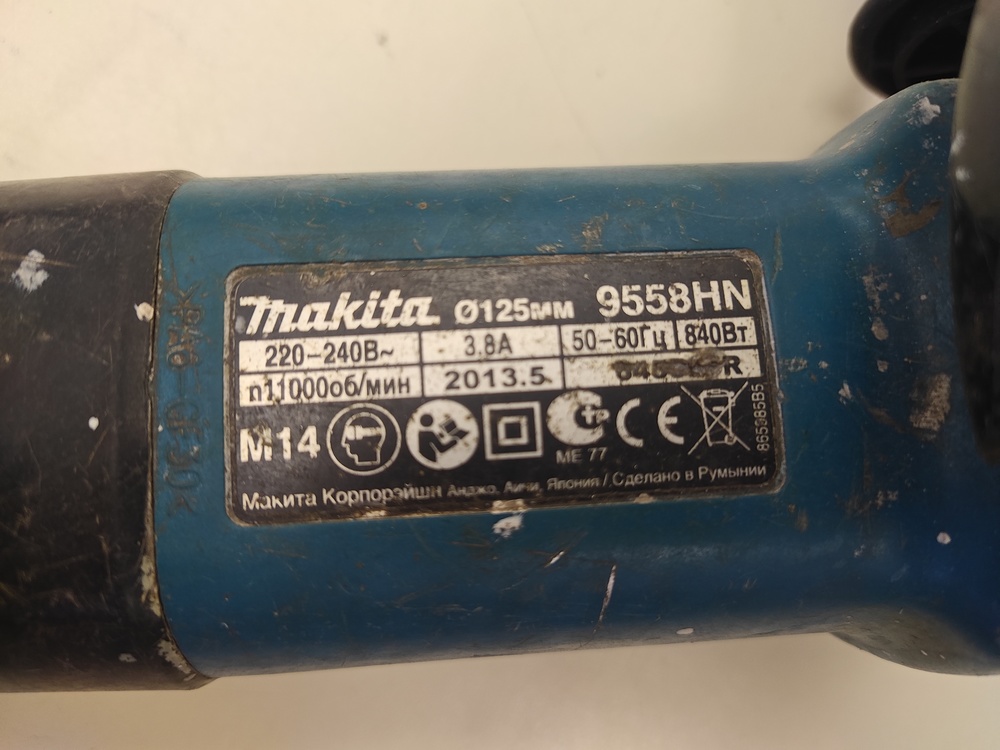 makita Ø125мм 9558HN
220-240В~ 3.8А 50-60Гц 840Вт
n11000об/мин 2013.5 R
M14
ME 77
865985B5
Макита Корпорэйшн Анджо, Аичи, Япония / Сделано в Румынии